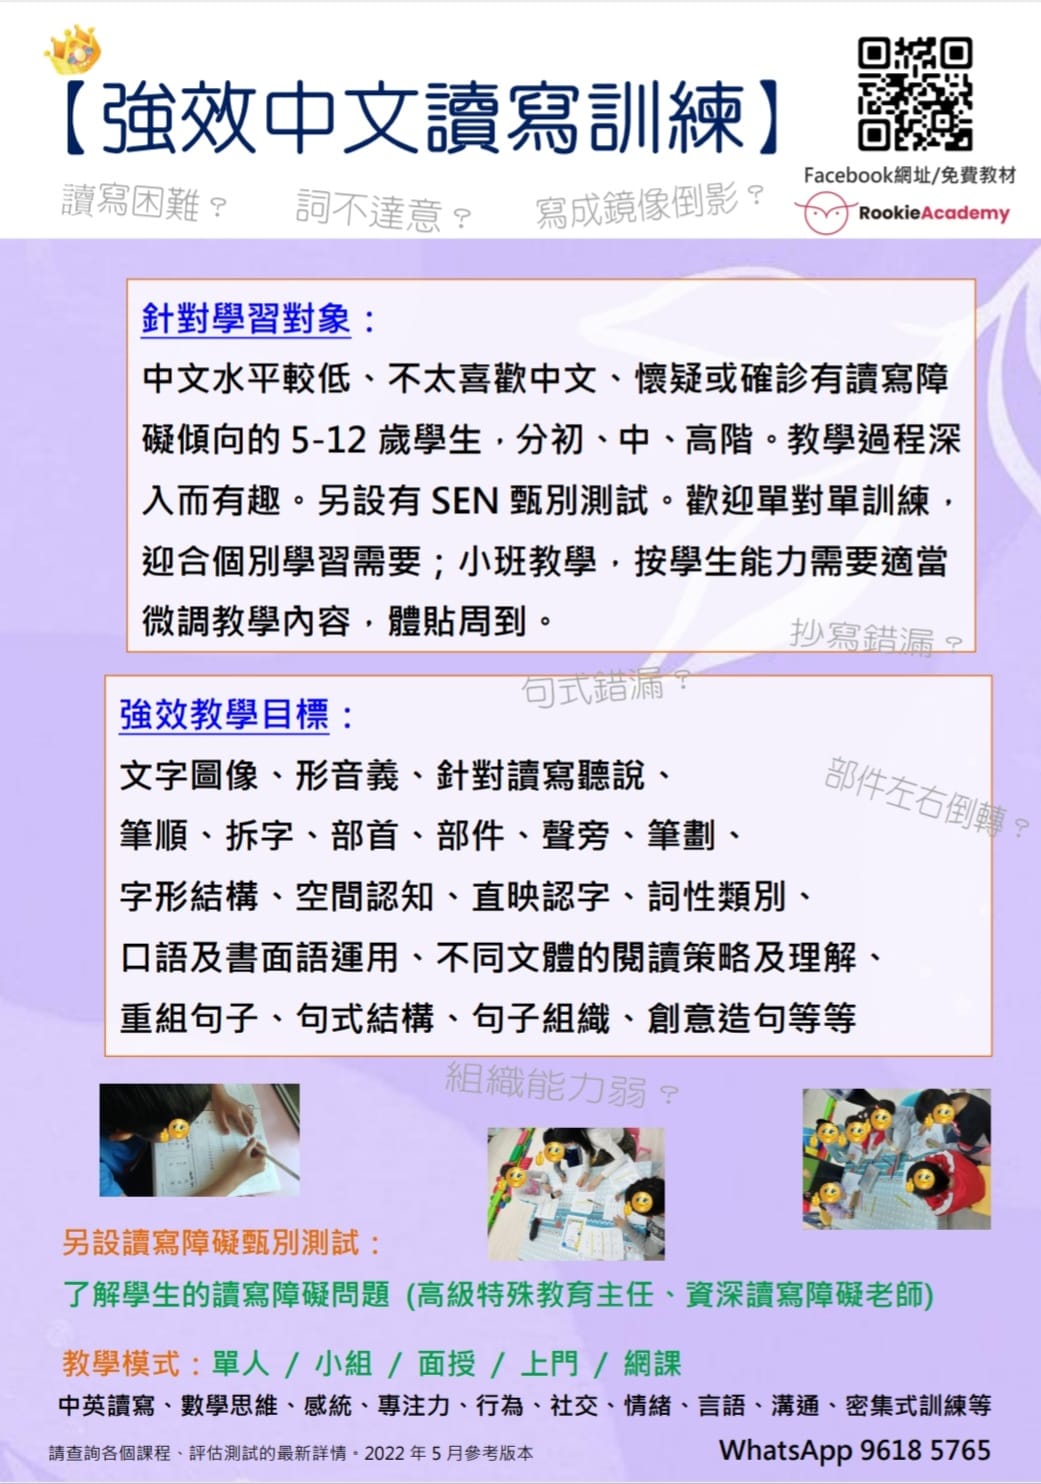 【強效中文讀寫訓練】
讀寫困難？ 詞不達意？ 寫成鏡像倒影？
Facebook網址/免費教材
RookieAcademy
針對學習對象：
中文水平較低、不太喜歡中文、懷疑或確診有讀寫障
礙傾向的 5-12 歲學生，分初、中、高階。教學過程深
入而有趣。另設有 SEN 甄別測試。歡迎單對單訓練，
迎合個別學習需要；小班教學，按學生能力需要適當
微調教學內容，體貼周到。
抄寫錯漏？
句式錯漏？
強效教學目標：
文字圖像、形音義、針對讀寫聽說、
部件左右倒轉？
筆順、拆字、部首、部件、聲旁、筆劃、
字形結構、空間認知、直映認字、詞性類別、
口語及書面語運用、不同文體的閱讀策略及理解、
重組句子、句式結構、句子組織、創意造句等等
組織能力弱？
另設讀寫障礙甄別測試：
了解學生的讀寫障礙問題 (高級特殊教育主任、資深讀寫障礙老師)
教學模式：單人 / 小組 / 面授 / 上門 / 網課
中英讀寫、數學思維、感統、專注力、行為、社交、情緒、言語、溝通、密集式訓練等
請查詢各個課程、評估測試的最新詳情。2022 年 5 月參考版本
WhatsApp 9618 5765